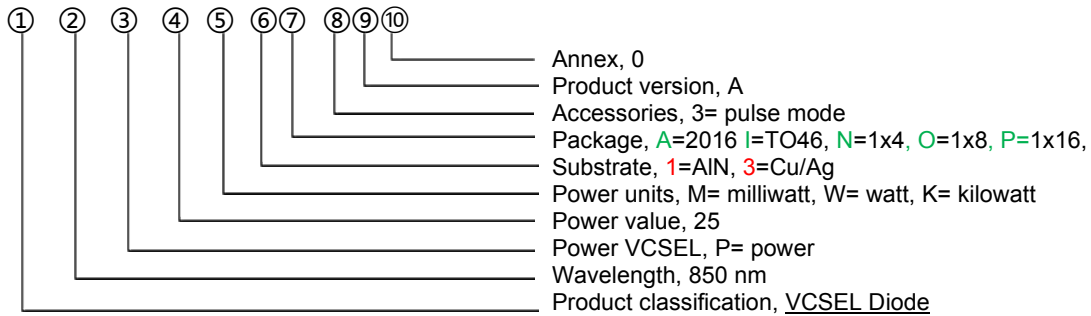 ① ② ③ ④ ⑤ ⑥⑦ ⑧⑨⑩
Annex, 0
Product version, A
Accessories, 3= pulse mode
Package, A=2016 I=TO46, N=1x4, O=1x8, P=1x16,
Substrate, 1=AlN, 3=Cu/Ag
Power units, M= milliwatt, W= watt, K= kilowatt
Power value, 25
Power VCSEL, P= power
Wavelength, 850 nm
Product classification, VCSEL Diode